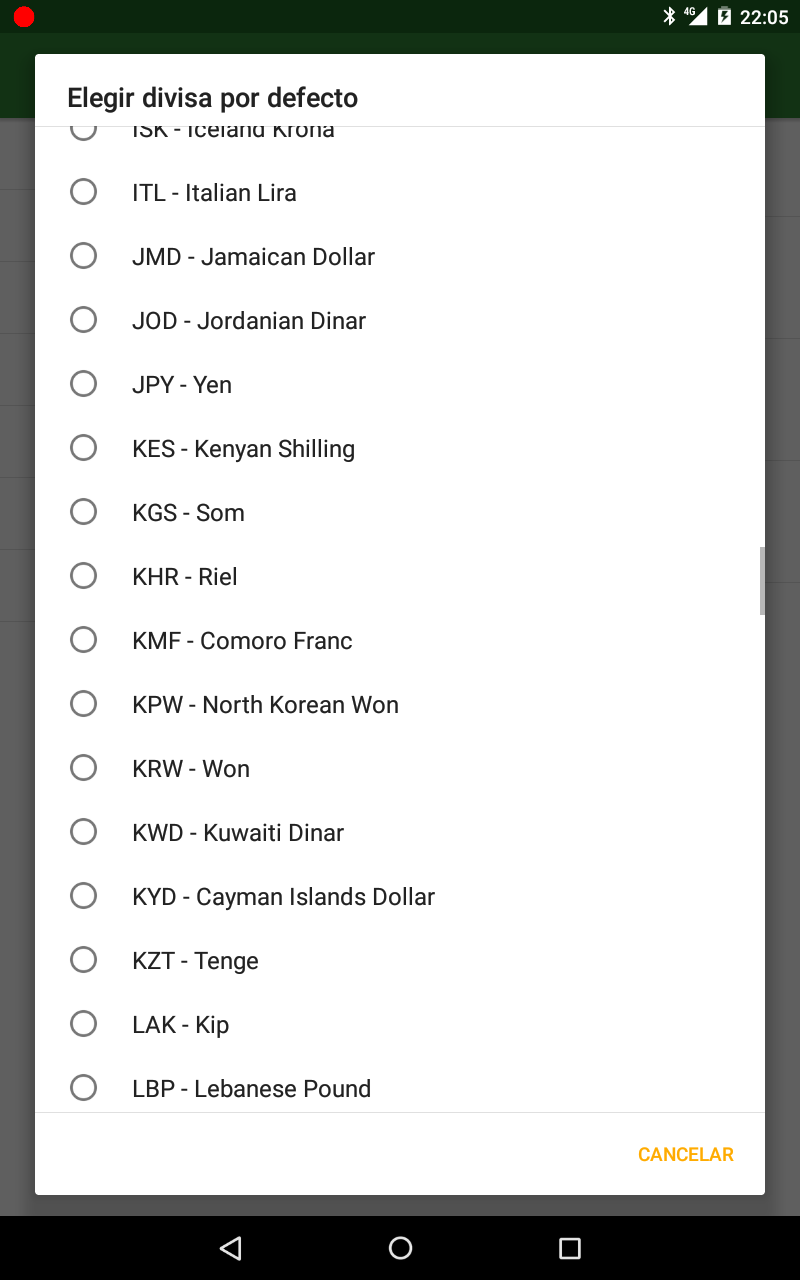 4G 22:05
Elegir divisa por defecto
ISK - Iceland Krona
ITL - Italian Lira
JMD - Jamaican Dollar
JOD - Jordanian Dinar
JPY - Yen
KES - Kenyan Shilling
KGS - Som
KHR - Riel
KMF - Comoro Franc
KPW - North Korean Won
KRW - Won
KWD - Kuwaiti Dinar
KYD - Cayman Islands Dollar
KZT - Tenge
LAK - Kip
LBP - Lebanese Pound
CANCELAR